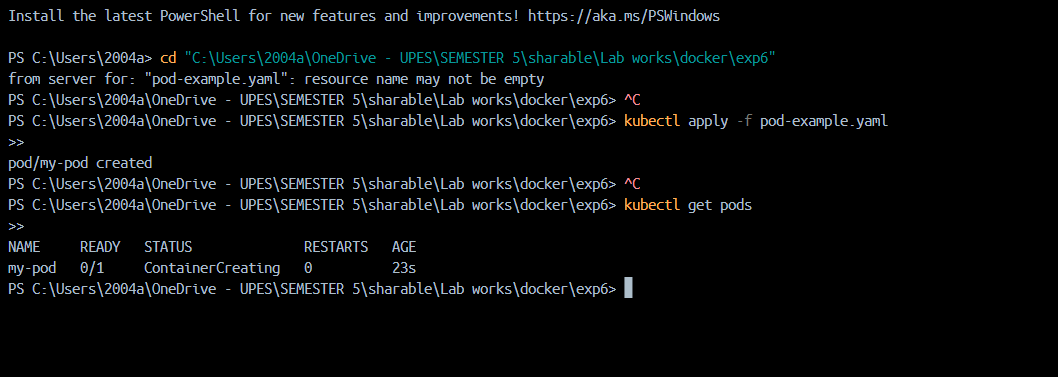 Install the latest PowerShell for new features and improvements! https://aka.ms/PSWindows
PS C:\Users\2004a> cd "C:\Users\2004a\OneDrive - UPES\SEMESTER 5\sharable\Lab works\docker\exp6"
from server for: "pod-example.yaml": resource name may not be empty
PS C:\Users\2004a\OneDrive - UPES\SEMESTER 5\sharable\Lab works\docker\exp6> ^C
PS C:\Users\2004a\OneDrive - UPES\SEMESTER 5\sharable\Lab works\docker\exp6> kubectl apply -f pod-example.yaml
>>
pod/my-pod created
PS C:\Users\2004a\OneDrive - UPES\SEMESTER 5\sharable\Lab works\docker\exp6> ^C
PS C:\Users\2004a\OneDrive - UPES\SEMESTER 5\sharable\Lab works\docker\exp6> kubectl get pods
>>
NAME     READY   STATUS              RESTARTS   AGE
my-pod   0/1     ContainerCreating   0          23s
PS C:\Users\2004a\OneDrive - UPES\SEMESTER 5\sharable\Lab works\docker\exp6>